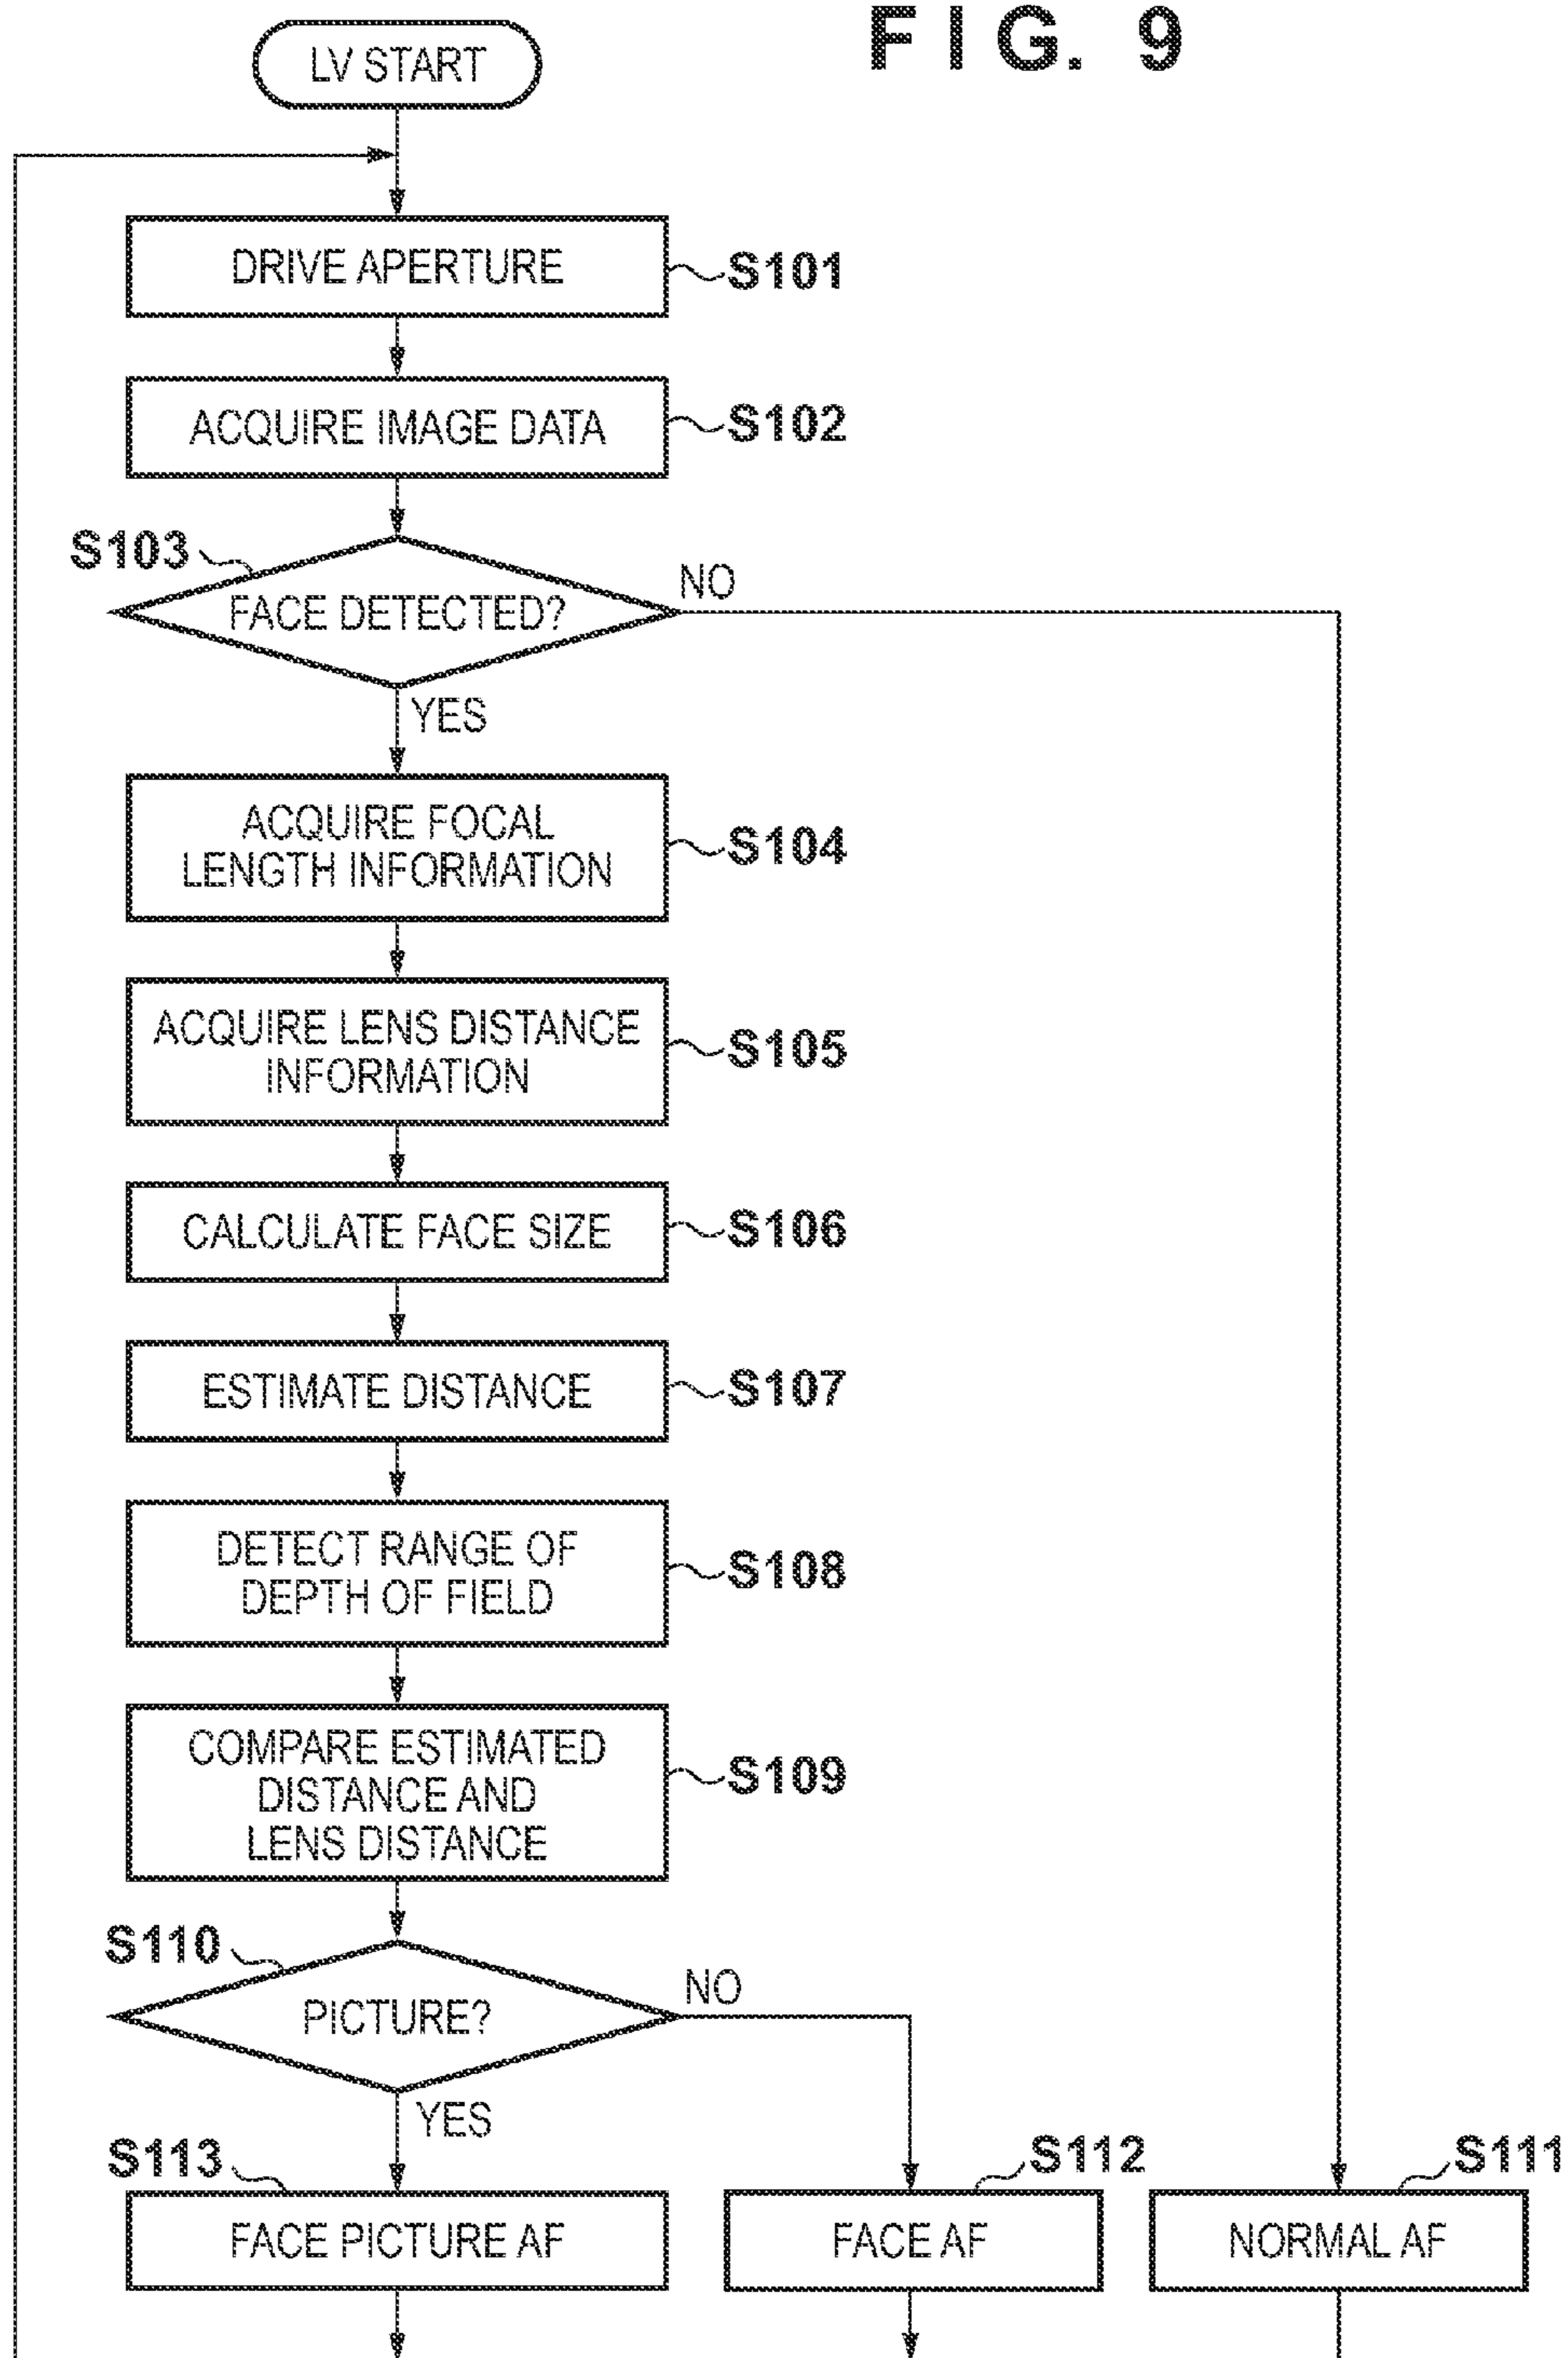 FIG. 9
LV START
DRIVE APERTURE
S101
ACQUIRE IMAGE DATA
S102
S103
FACE DETECTED?
NO
YES
ACQUIRE FOCAL
LENGTH INFORMATION
S104
ACQUIRE LENS DISTANCE
INFORMATION
S105
CALCULATE FACE SIZE
S106
ESTIMATE DISTANCE
S107
DETECT RANGE OF
DEPTH OF FIELD
S108
COMPARE ESTIMATED
DISTANCE AND
LENS DISTANCE
S109
S110
PICTURE?
NO
YES
S113
FACE PICTURE AF
S112
FACE AF
S111
NORMAL AF